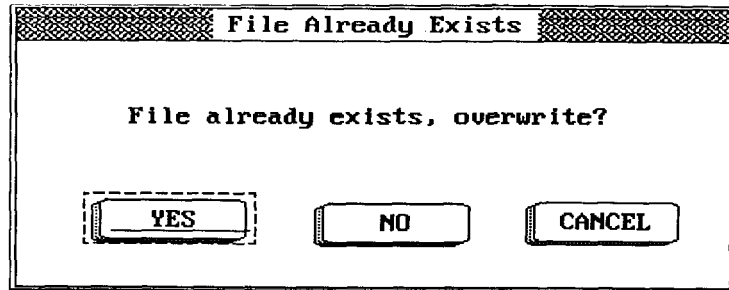 File Already Exists
File already exists, overwrite?
YES NO CANCEL